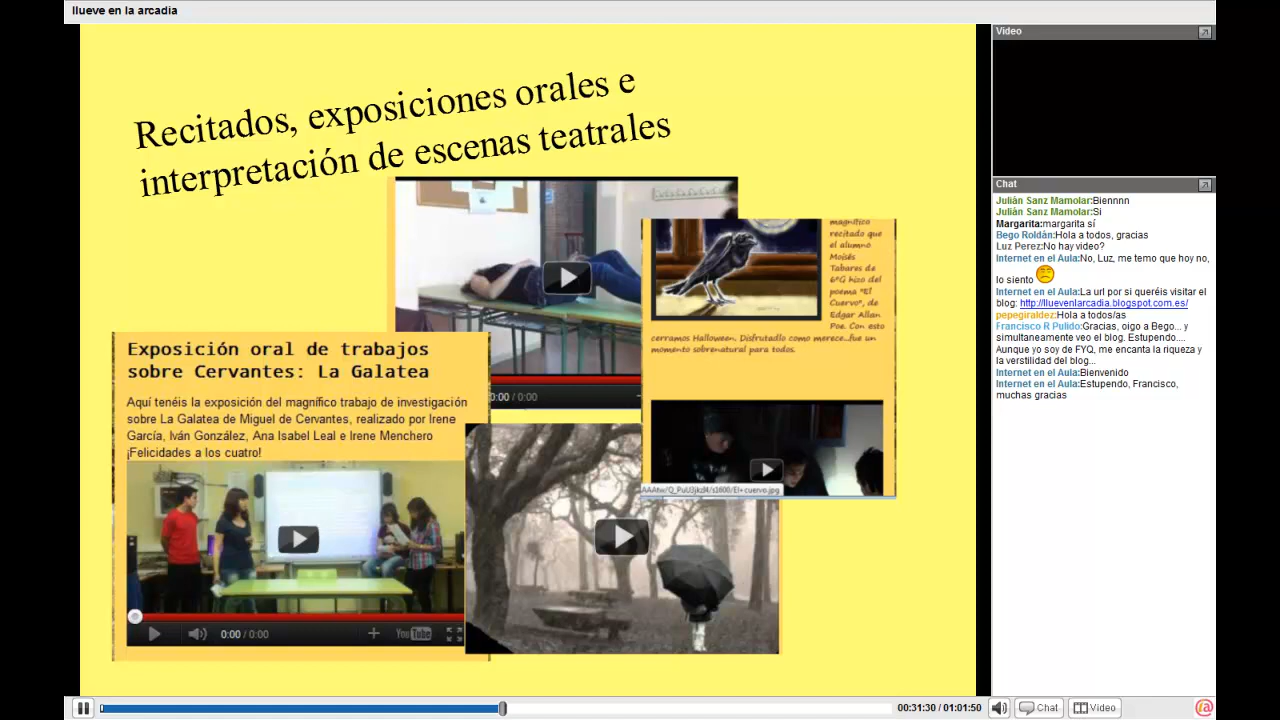 llueve en la arcadia
Recitados, exposiciones orales e
interpretación de escenas teatrales
magnífico
recitado que
el alumno
Moisés
Tabares de
6ºG hizo del
poema "El
Cuervo", de
Edgar Allan
Poe. Con esto
cerramos Halloween. Disfrutadlo como merece...fue un
momento sobrenatural para todos.
0:00 / 0:00
Exposición oral de trabajos
sobre Cervantes: La Galatea
Aquí tenéis la exposición del magnífico trabajo de investigación
sobre La Galatea de Miguel de Cervantes, realizado por Irene
García, Iván González, Ana Isabel Leal e Irene Menchero
¡Felicidades a los cuatro!
0:00 / 0:00
YouTube
Video
Chat
Julián Sanz Mamolar:Biennnn
Julián Sanz Mamolar:Si
Margarita:margarita sí
Bego Roldán:Hola a todos, gracias
Luz Perez:No hay video?
Internet en el Aula:No, Luz, me temo que hoy no,
lo siento
Internet en el Aula:La url por si queréis visitar el
blog: http://lluevenlarcadia.blogspot.com.es/
pepegiraldez:Hola a todos/as
Francisco R Pulido:Gracias, oigo a Bego... y
simultaneamente veo el blog. Estupendo....
Aunque yo soy de FYQ, me encanta la riqueza y
la verstilidad del blog...
Internet en el Aula:Bienvenido
Internet en el Aula:Estupendo, Francisco,
muchas gracias
00:31:30 / 01:01:50
Chat
Video